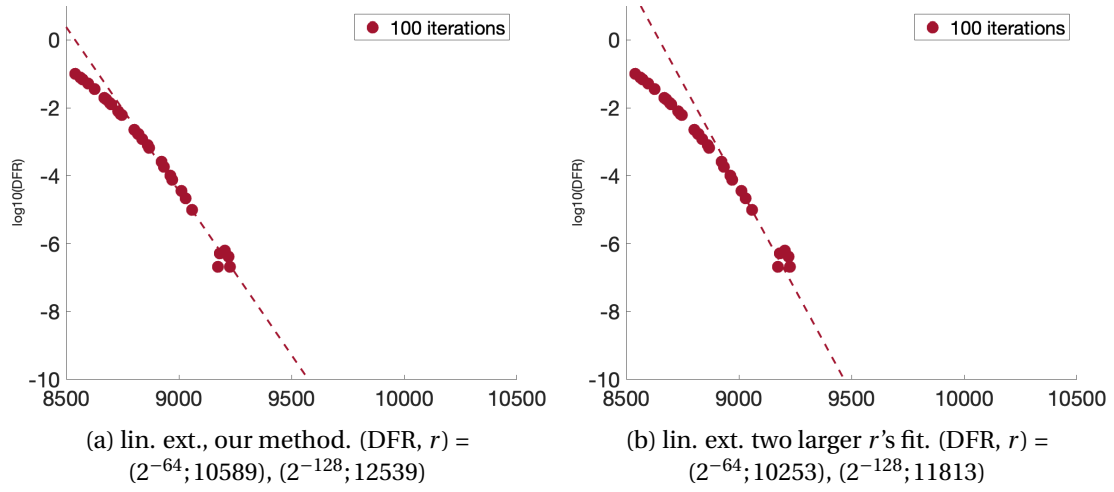 100 iterations
0
-2
-4
-6
-8
-10
log10(DFR)
8500 9000 9500 10000 10500
(a) lin. ext., our method. (DFR, r) =
(2⁻⁶⁴;10589), (2⁻¹²⁸;12539)
100 iterations
0
-2
-4
-6
-8
-10
log10(DFR)
8500 9000 9500 10000 10500
(b) lin. ext. two larger r's fit. (DFR, r) =
(2⁻⁶⁴;10253), (2⁻¹²⁸;11813)